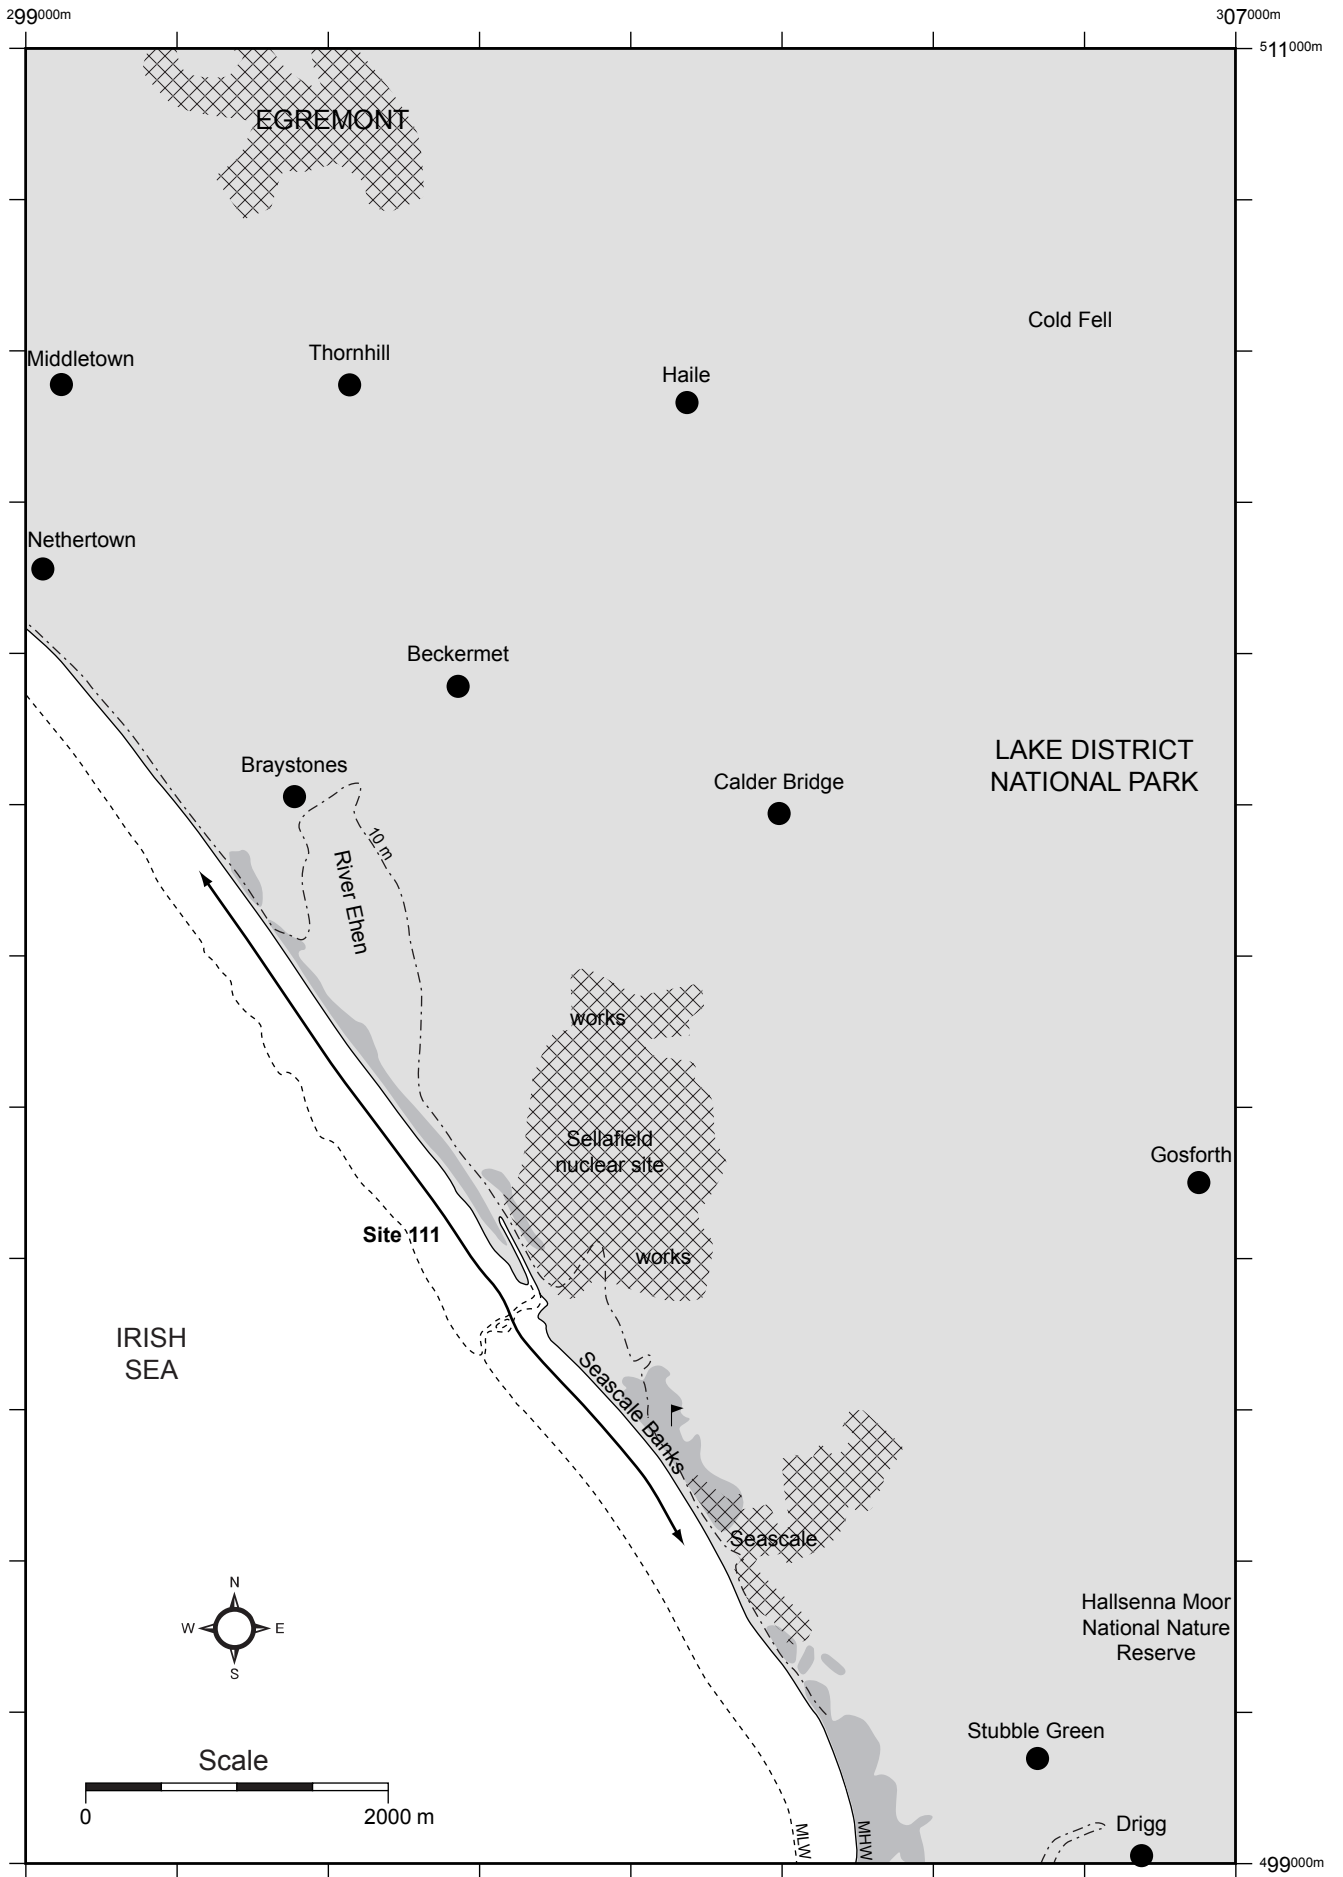 299000m
307000m
511000m
EGREMONT
Cold Fell
Middletown
Thornhill
Haile
Nethertown
Beckermet
LAKE DISTRICT
NATIONAL PARK
Braystones
Calder Bridge
10 m
River Ehen
works
Sellafield
nuclear site
Gosforth
Site 111
works
IRISH
SEA
Seascale Banks
Seascale
N
W
E
S
Hallsenna Moor
National Nature
Reserve
Stubble Green
Scale
0
2000 m
MLW
MHW
Drigg
499000m